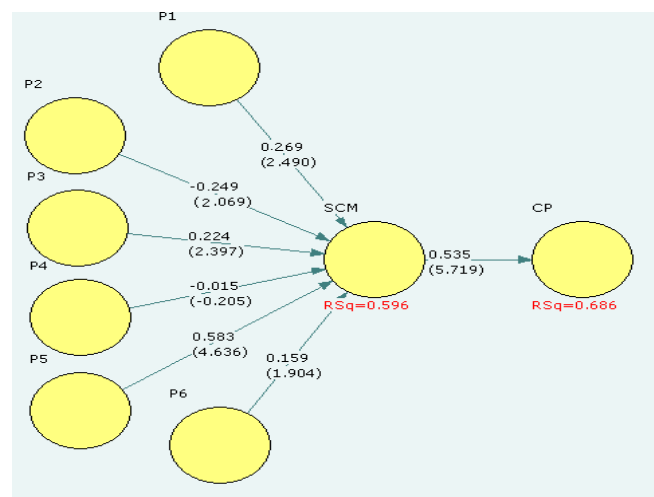 P1
P2
0.269
(2.490)
P3
-0.249
(2.069)
SCM
CP
0.224
(2.397)
0.535
(5.719)
P4
-0.015
(-0.205)
RSq=0.596
RSq=0.686
0.583
(4.636)
P5
0.159
(1.904)
P6